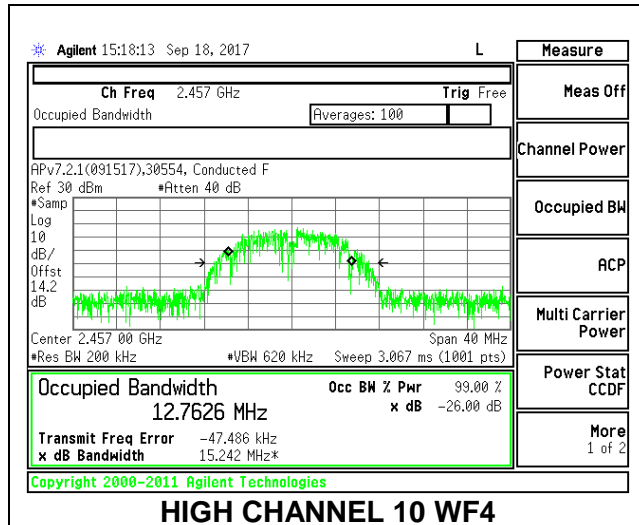 Agilent 15:18:13 Sep 18, 2017 L
Measure
Ch Freq 2.457 GHz Trig Free
Meas Off
Occupied Bandwidth Averages: 100
Channel Power
APv7.2.1(091517),30554, Conducted F
Ref 30 dBm #Atten 40 dB
#Samp
Log
10
dB/
Offst
14.2
dB
Occupied BW
ACP
Multi Carrier
Power
Center 2.457 00 GHz Span 40 MHz
#Res BW 200 kHz #VBW 620 kHz Sweep 3.067 ms (1001 pts)
Power Stat
CCDF
Occupied Bandwidth Occ BW % Pwr 99.00 %
12.7626 MHz x dB -26.00 dB
Transmit Freq Error -47.486 kHz
x dB Bandwidth 15.242 MHz*
More
1 of 2
Copyright 2000-2011 Agilent Technologies
HIGH CHANNEL 10 WF4